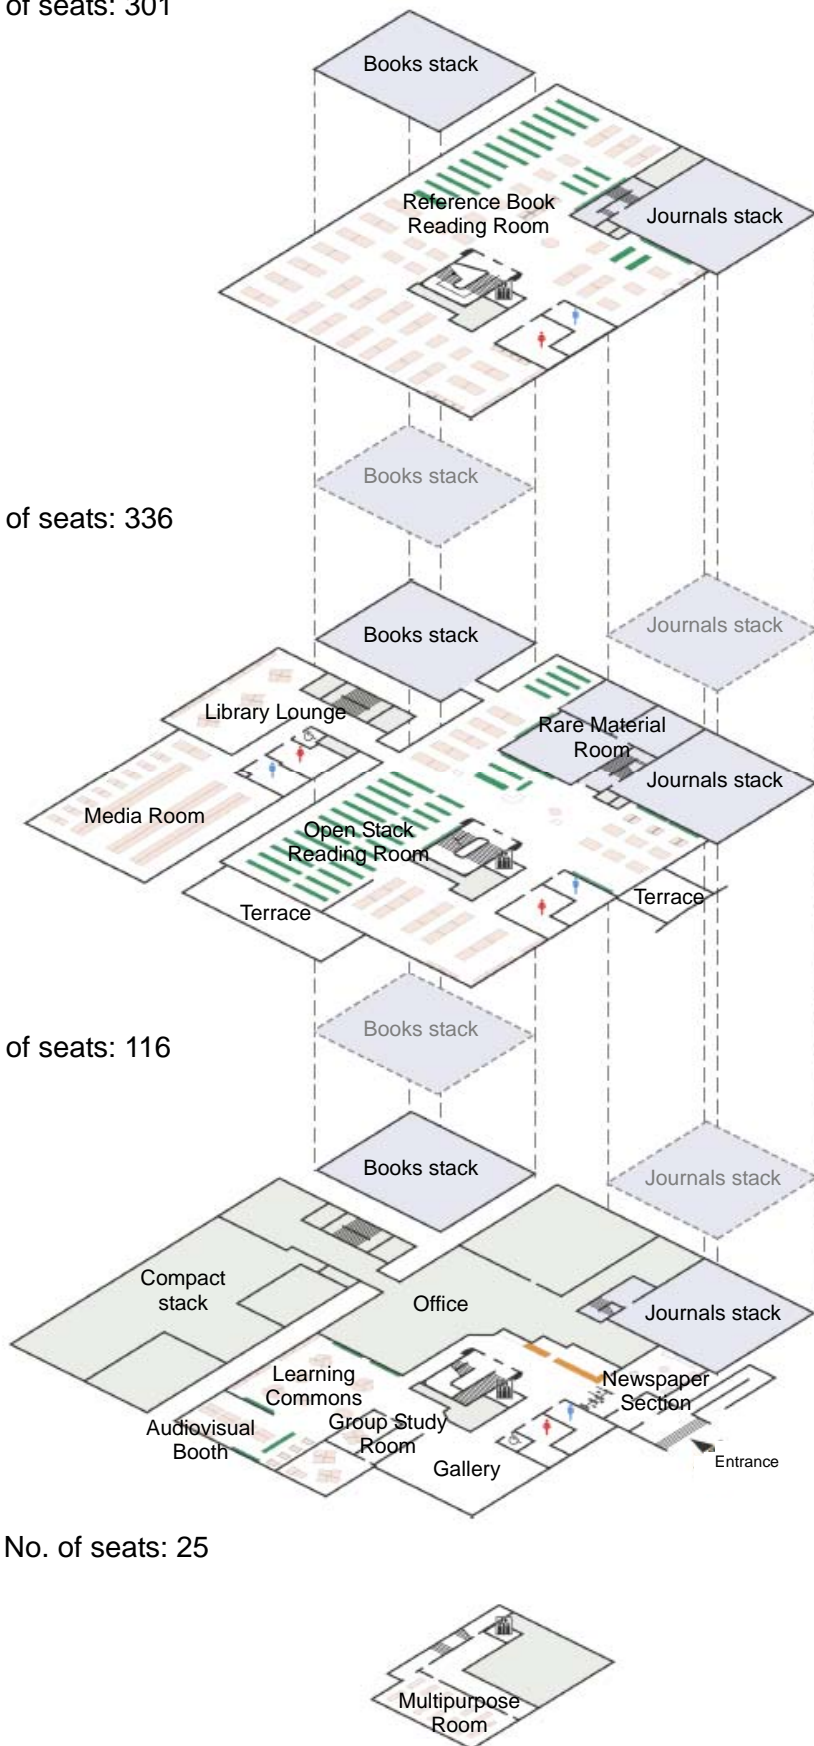 of seats: 301
Books stack
Reference Book
Reading Room
Journals stack
Books stack
of seats: 336
Journals stack
Books stack
Library Lounge
Rare Material
Room
Journals stack
Media Room
Open Stack
Reading Room
Terrace
Terrace
Books stack
of seats: 116
Books stack
Journals stack
Compact
stack
Office
Journals stack
Learning
Commons
Newspaper
Section
Audiovisual
Booth
Group Study
Room
Gallery
Entrance
No. of seats: 25
Multipurpose
Room